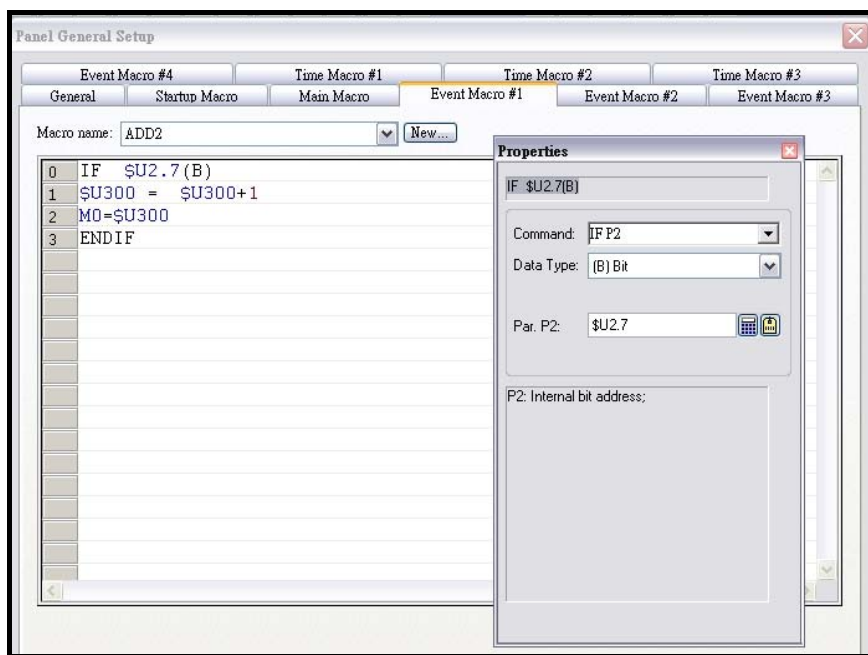 Panel General Setup
Event Macro #4 Time Macro #1 Time Macro #2 Time Macro #3
General Startup Macro Main Macro Event Macro #1 Event Macro #2 Event Macro #3
Macro name: ADD2 New...
0 IF $U2.7(B)
1 $U300 = $U300+1
2 M0=$U300
3 ENDIF
Properties
IF $U2.7(B)
Command: IF P2
Data Type: (B) Bit
Par. P2: $U2.7
P2: Internal bit address;